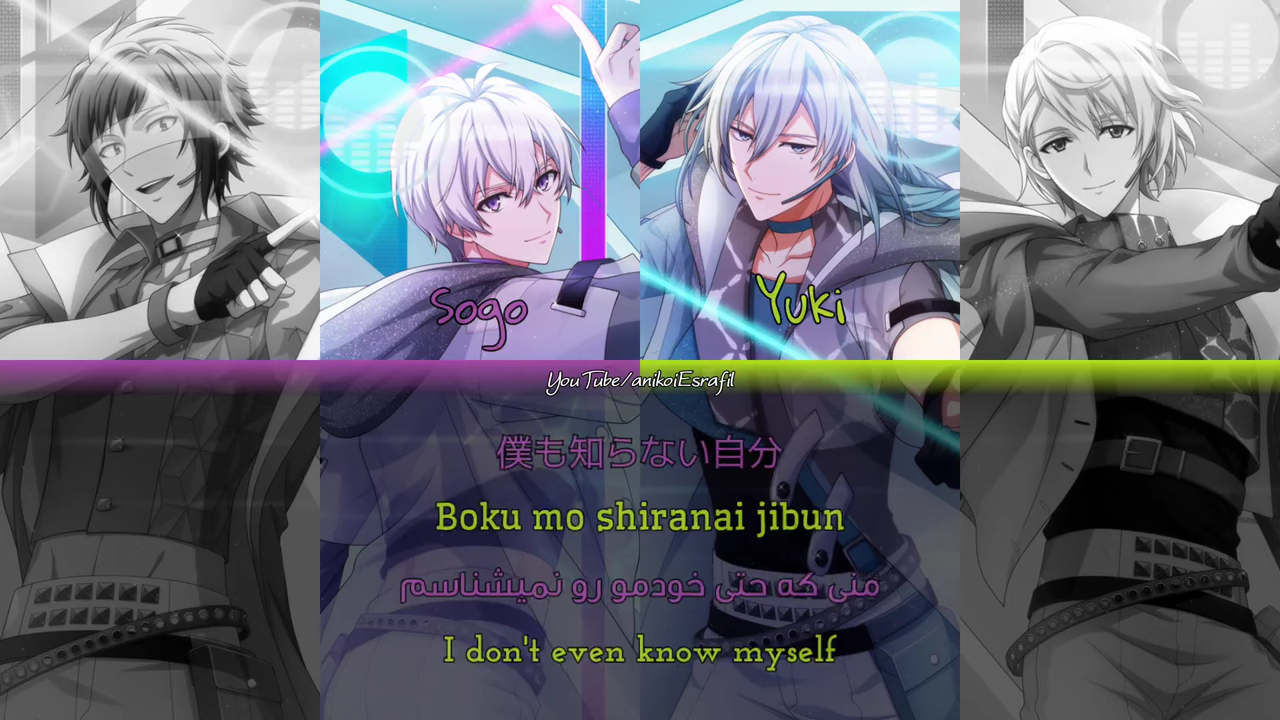 Sogo
Yuki
YouTube/anikoiEsrafil
僕も知らない自分
Boku mo shiranai jibun
منی که حتی خودمو رو نمیشناسم
I don't even know myself